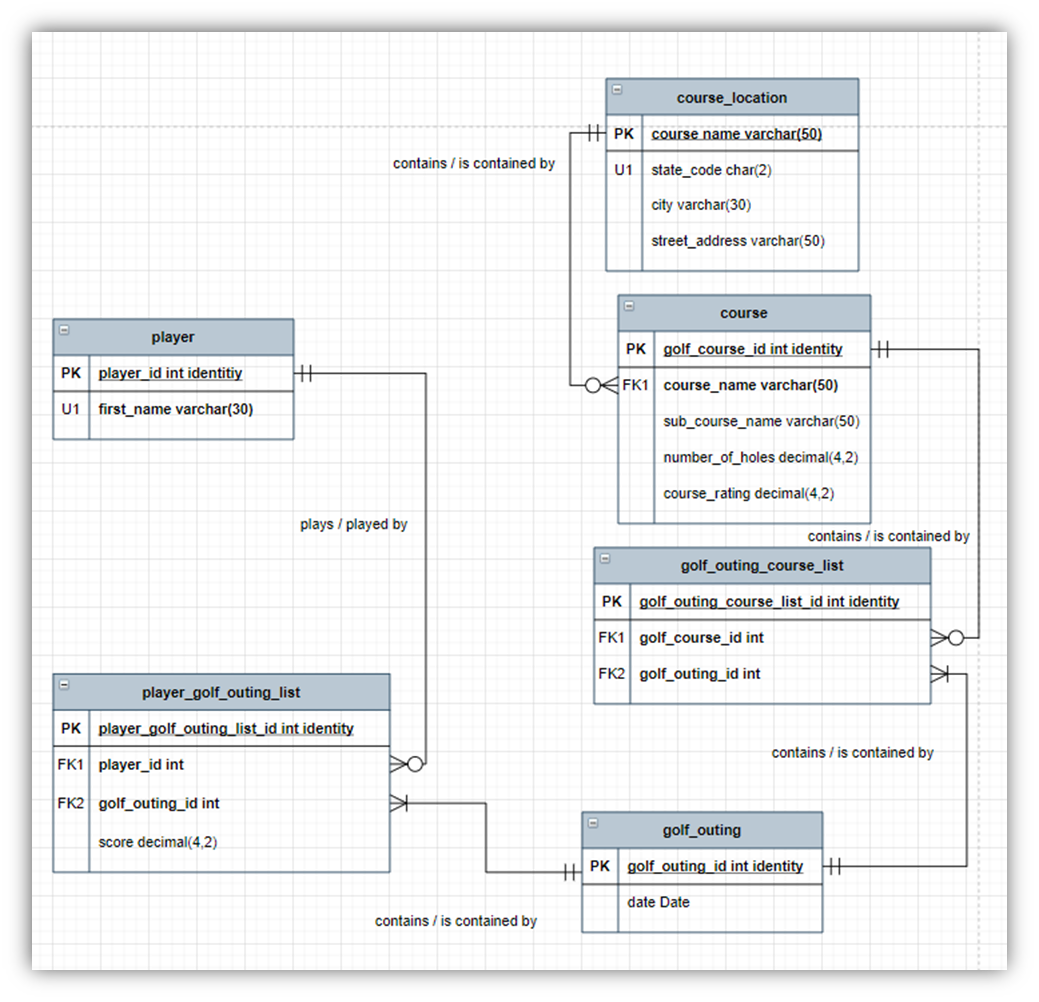 course_location
PK course name varchar(50)
U1 state_code char(2)
city varchar(30)
street_address varchar(50)
contains / is contained by
course
PK golf_course_id int identity
FK1 course_name varchar(50)
sub_course_name varchar(50)
number_of_holes decimal(4,2)
course_rating decimal(4,2)
player
PK player_id int identitiy
U1 first_name varchar(30)
plays / played by
contains / is contained by
golf_outing_course_list
PK golf_outing_course_list_id int identity
FK1 golf_course_id int
FK2 golf_outing_id int
player_golf_outing_list
PK player_golf_outing_list_id int identity
FK1 player_id int
FK2 golf_outing_id int
score decimal(4,2)
contains / is contained by
golf_outing
PK golf_outing_id int identity
date Date
contains / is contained by